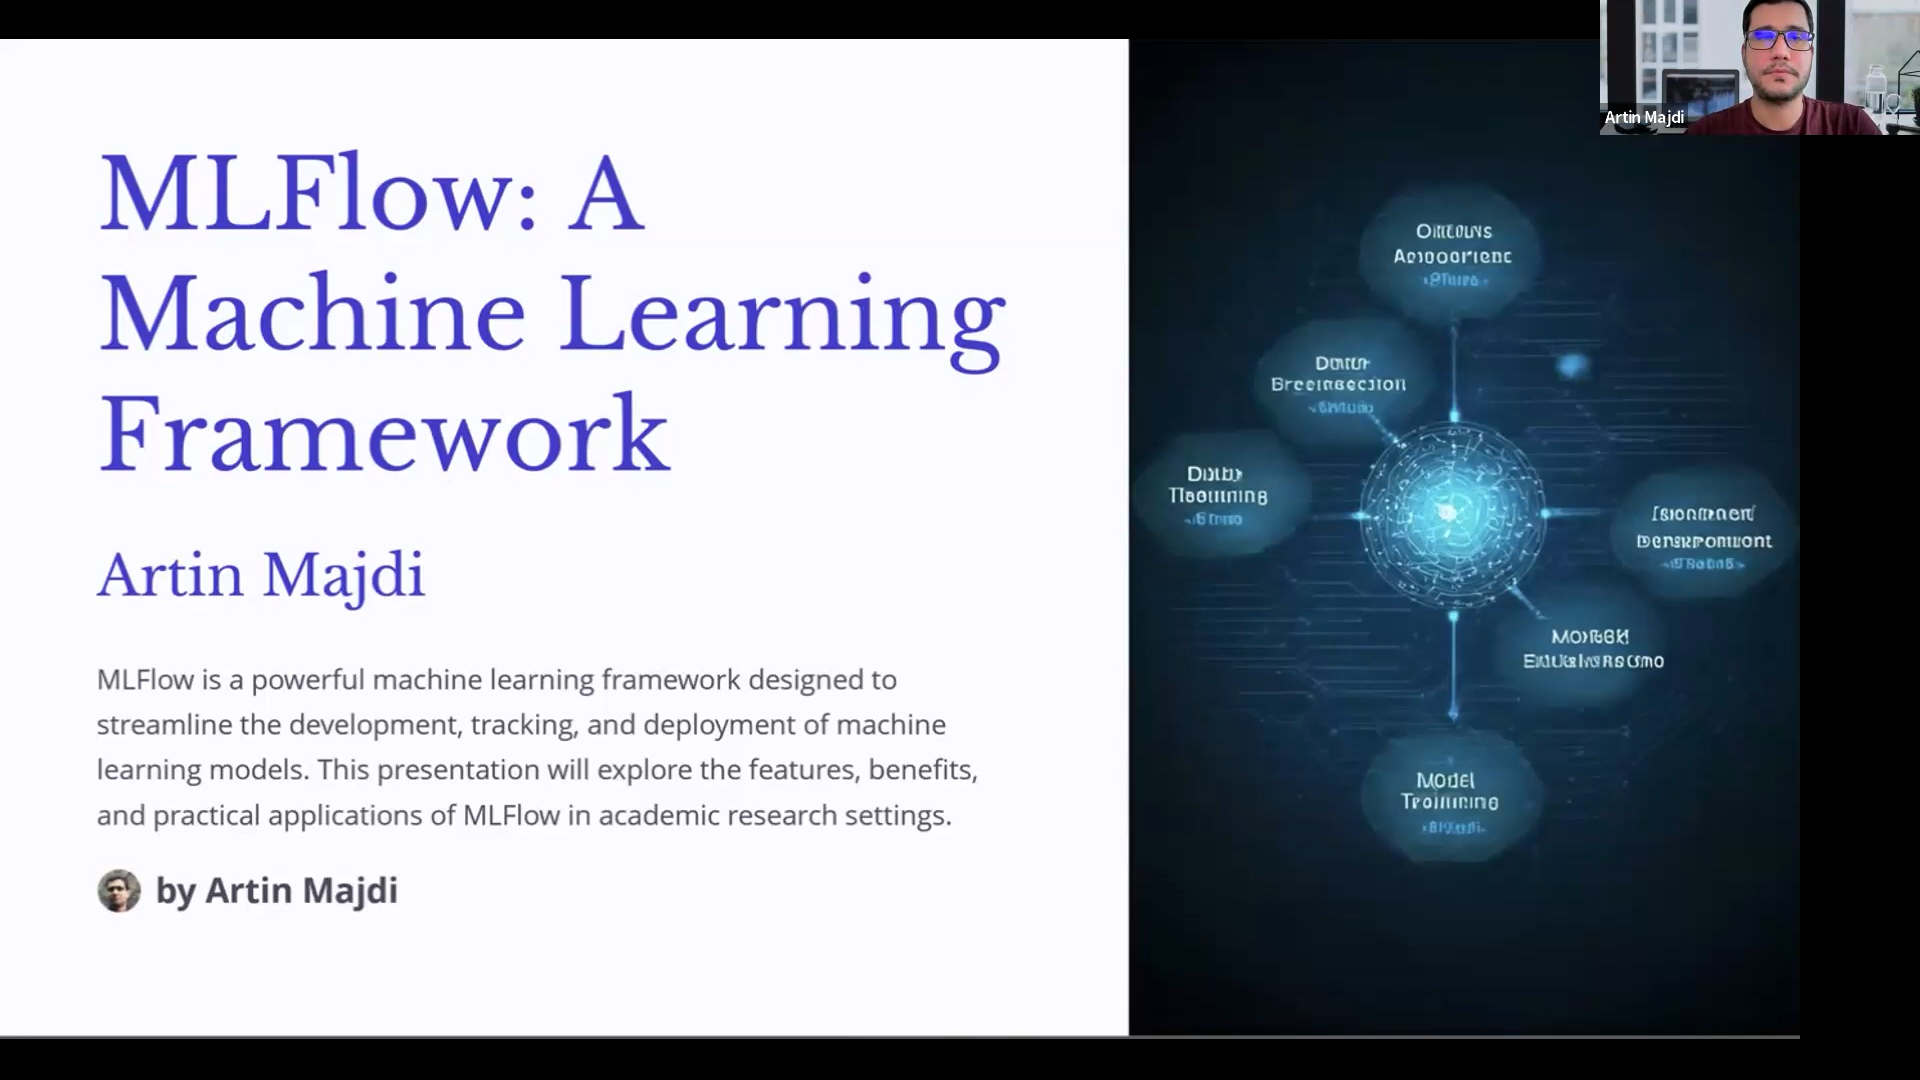 MLFlow: A
Machine Learning
Framework
Artin Majdi
MLFlow is a powerful machine learning framework designed to
streamline the development, tracking, and deployment of machine
learning models. This presentation will explore the features, benefits,
and practical applications of MLFlow in academic research settings.
by Artin Majdi
Artin Majdi
Model